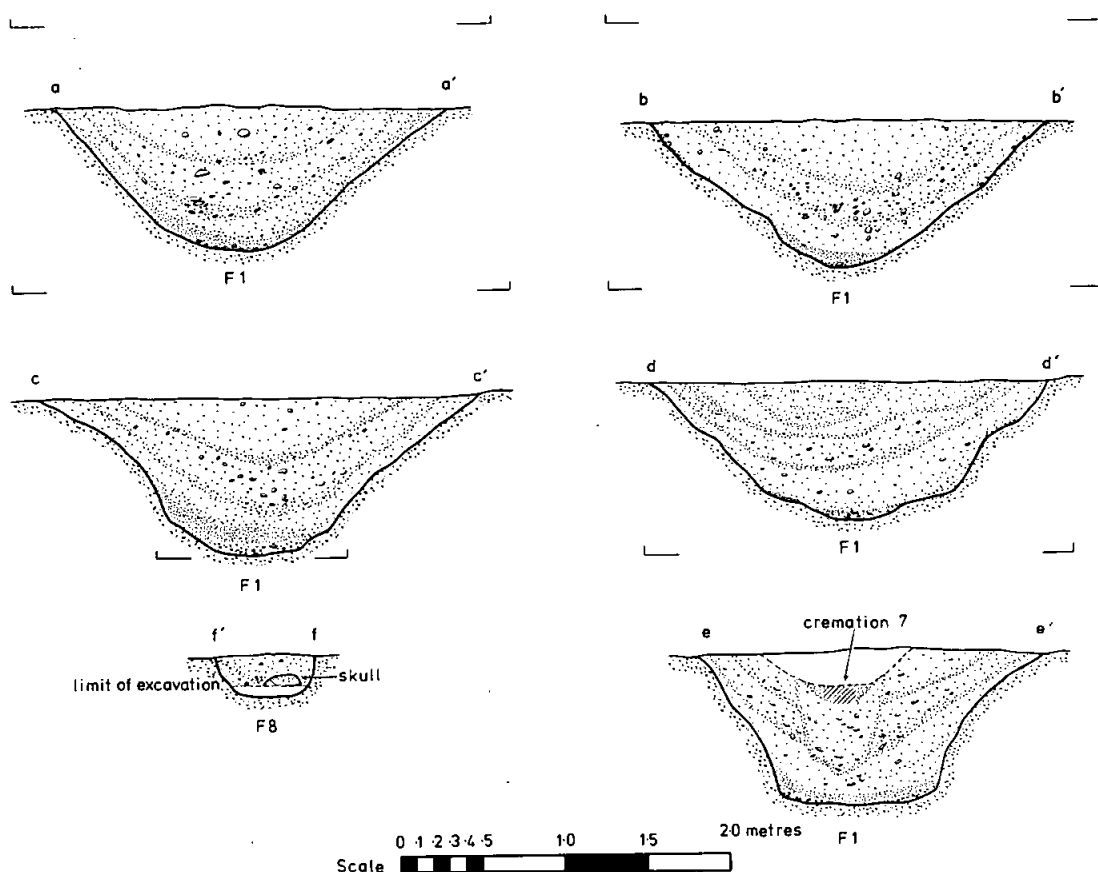 a a'
b b'
F1
F1
c c'
d d'
F1
F1
cremation 7
f' f
e e'
limit of excavation
skull
F8
F1
0 ·1 ·2 ·3 ·4 ·5 1·0 1·5 2·0 metres
Scale